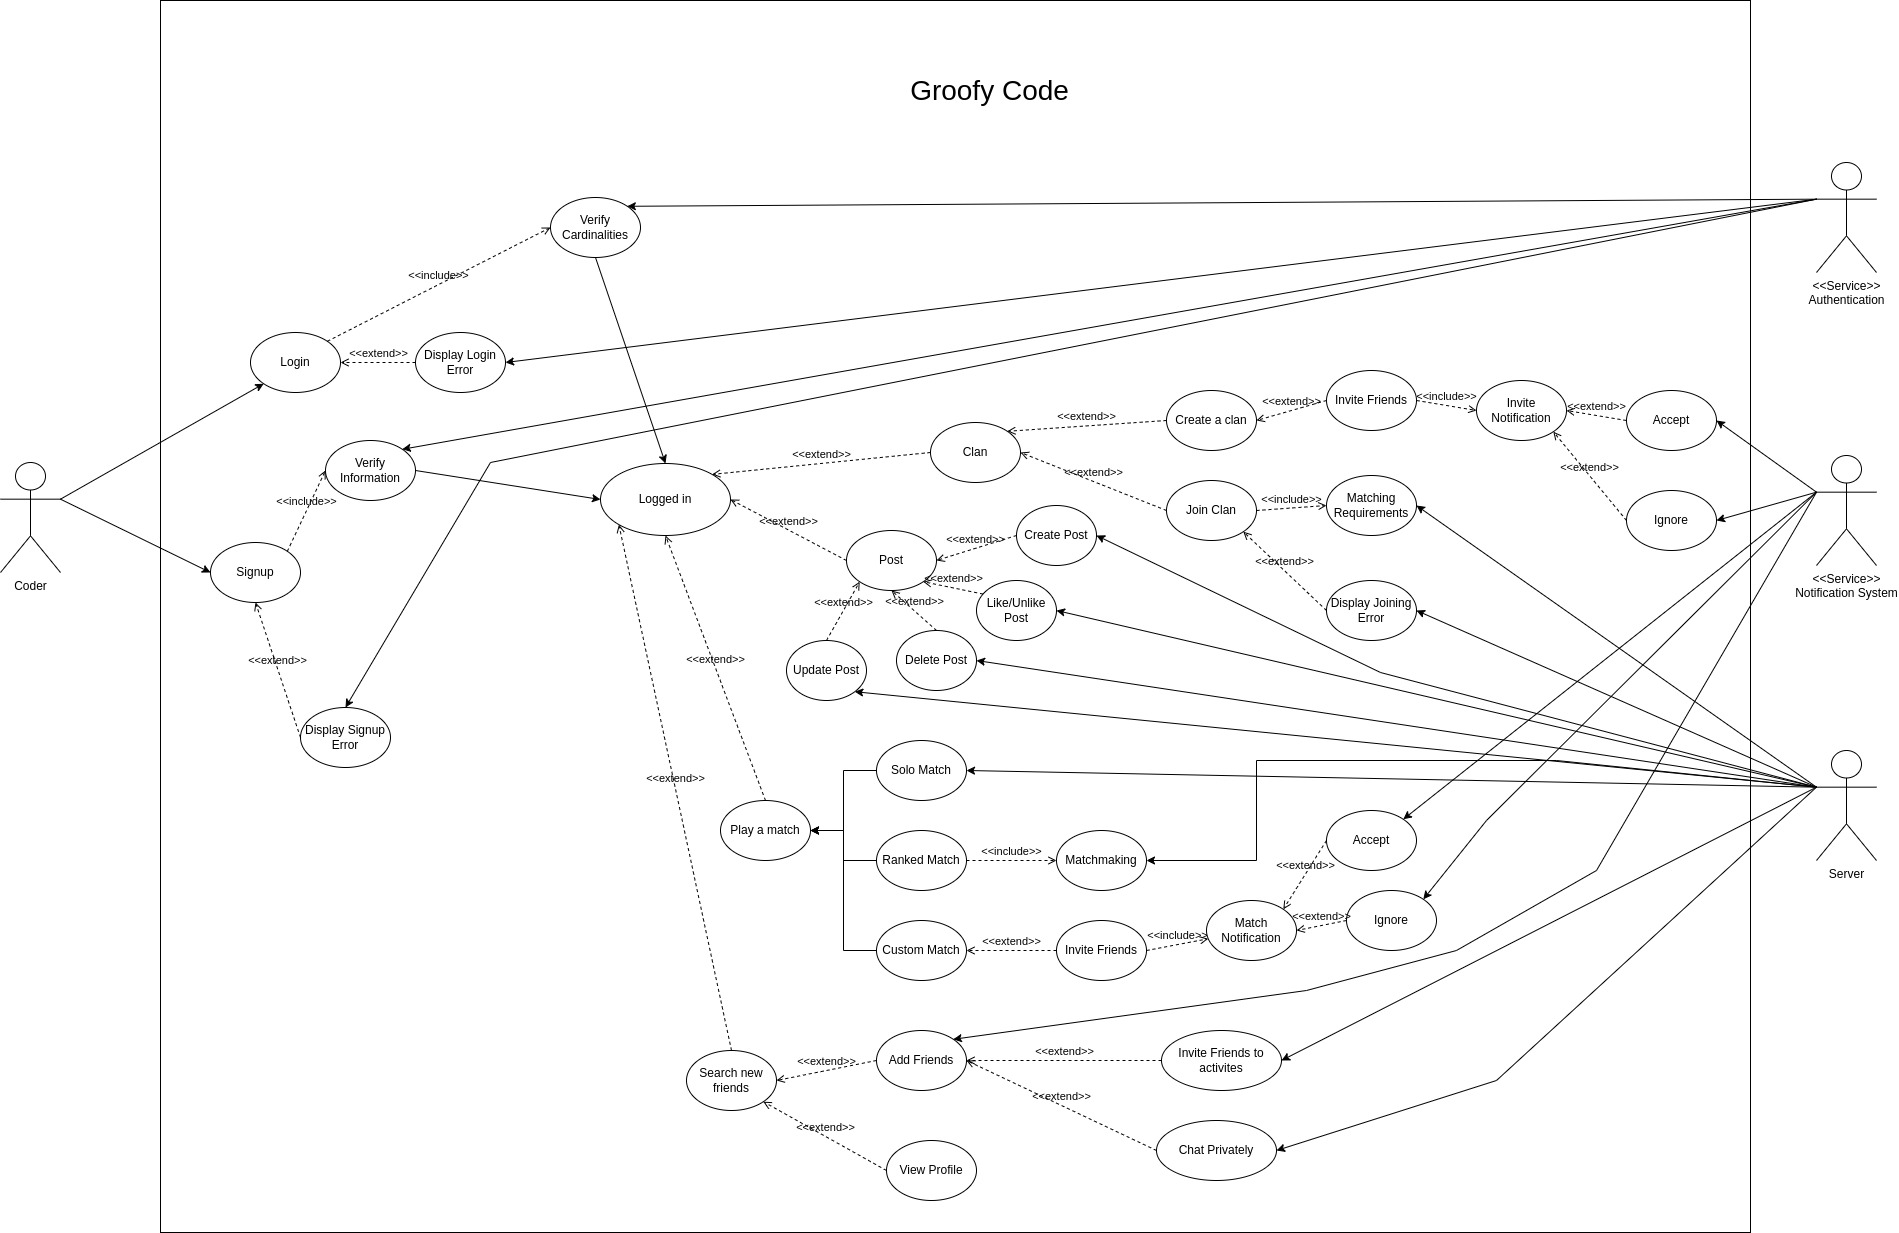 Groofy Code
Verify
Cardinalities
<<include>>
<<Service>>
Authentication
Login
<<extend>>
Display Login
Error
Verify
Information
<<include>>
Signup
Coder
<<extend>>
Display Signup
Error
Logged in
<<extend>>
Clan
<<extend>>
Create a clan
<<extend>>
Invite Friends
<<include>>
Invite
Notification
<<extend>>
Accept
<<extend>>
Ignore
<<extend>>
Join Clan
<<include>>
Matching
Requirements
<<extend>>
Display Joining
Error
<<Service>>
Notification System
<<extend>>
Post
<<extend>>
Create Post
<<extend>>
Like/Unlike
Post
<<extend>>
Delete Post
<<extend>>
Update Post
<<extend>>
<<extend>>
Play a match
Solo Match
Ranked Match
<<include>>
Matchmaking
Custom Match
<<extend>>
Invite Friends
<<include>>
Match
Notification
<<extend>>
Accept
<<extend>>
Ignore
Server
Search new
friends
<<extend>>
Add Friends
<<extend>>
Invite Friends to
activites
<<extend>>
Chat Privately
<<extend>>
View Profile